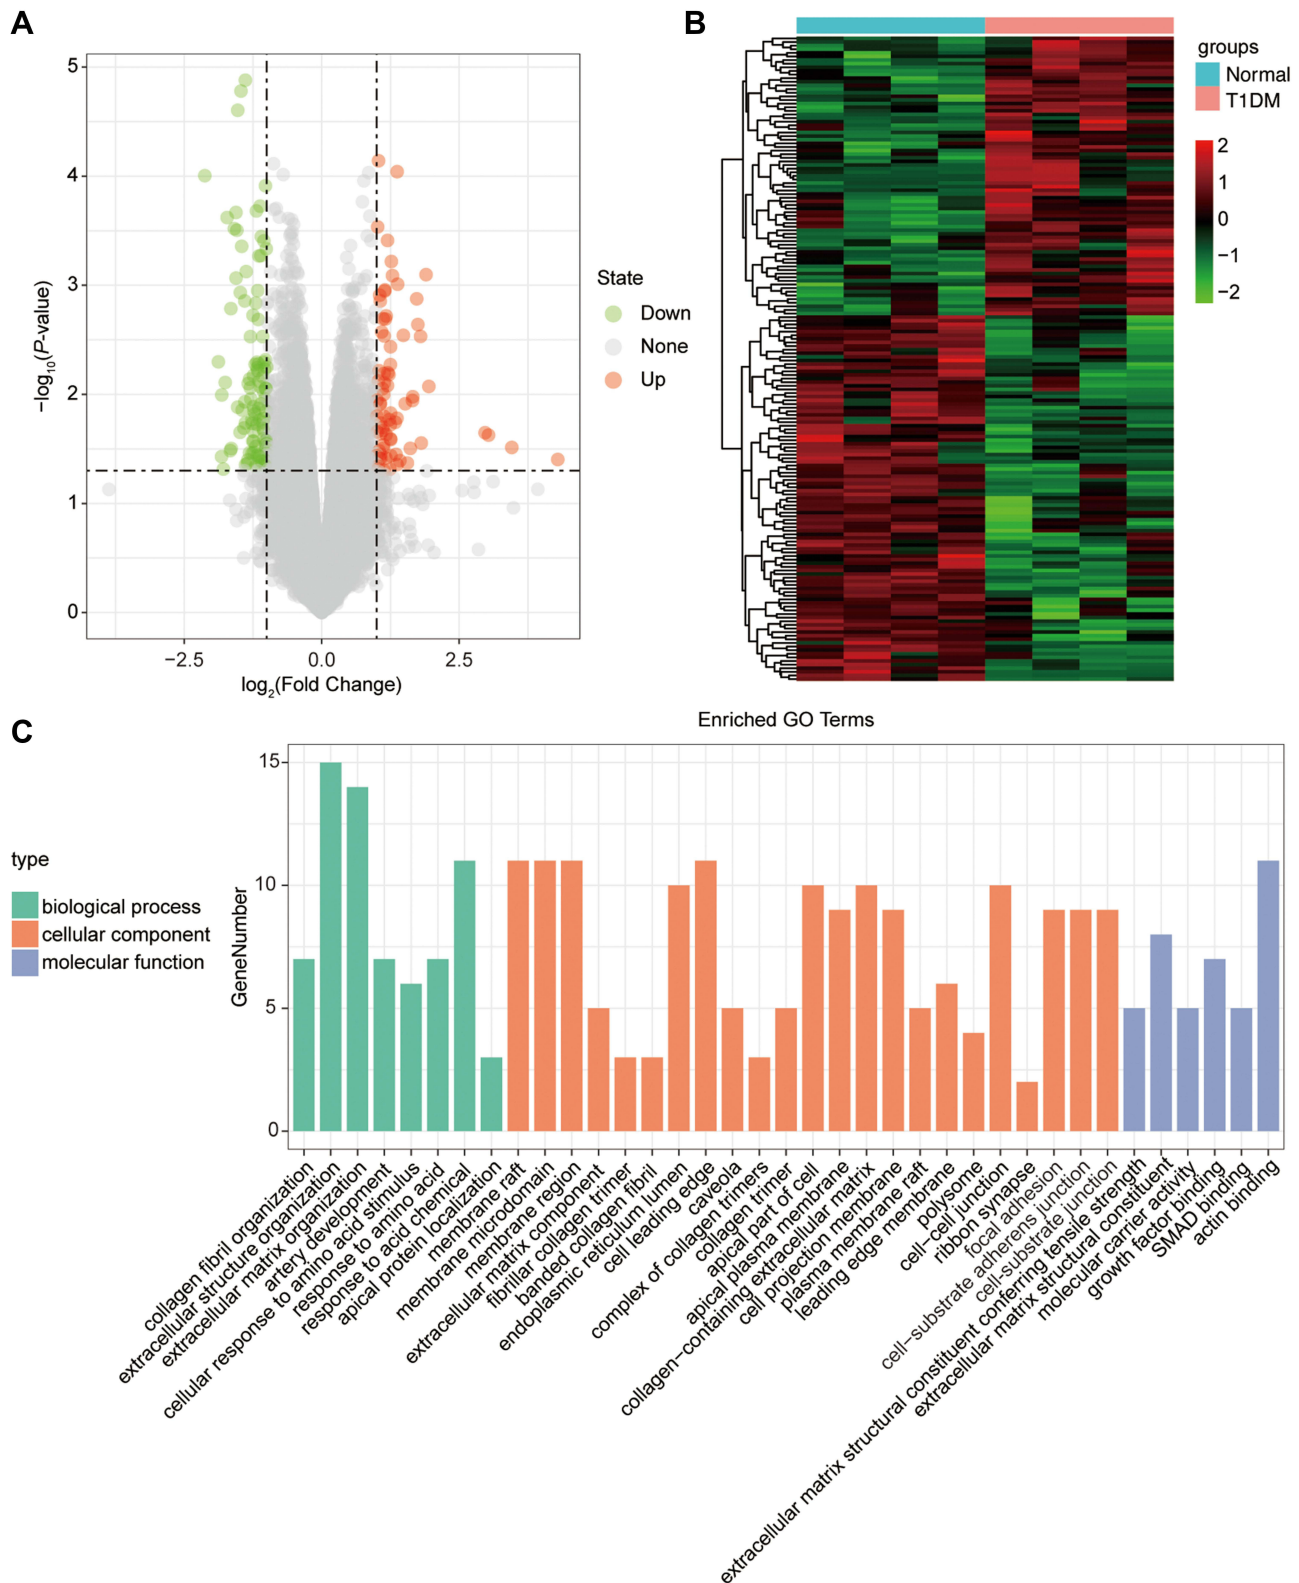 A
5
4
3
2
1
0
−log10(P-value)
−2.5
0.0
2.5
log2(Fold Change)
State
Down
None
Up
B
groups
Normal
T1DM
2
1
0
−1
−2
C
Enriched GO Terms
type
biological process
cellular component
molecular function
GeneNumber
15
10
5
0
collagen fibril organization
extracellular structure organization
extracellular matrix organization
artery development
cellular response to amino acid stimulus
response to amino acid
response to acid chemical
apical protein localization
membrane raft
membrane microdomain
membrane region
extracellular matrix component
fibrillar collagen trimer
banded collagen fibril
endoplasmic reticulum lumen
cell leading edge
caveola
complex of collagen trimers
collagen trimer
apical part of cell
apical plasma membrane
collagen−containing extracellular matrix
cell projection membrane
plasma membrane raft
leading edge membrane
polysome
cell−cell junction
ribbon synapse
focal adhesion
cell−substrate adherens junction
cell-substrate junction
extracellular matrix structural constituent conferring tensile strength
extracellular matrix structural constituent
molecular carrier activity
growth factor binding
SMAD binding
actin binding